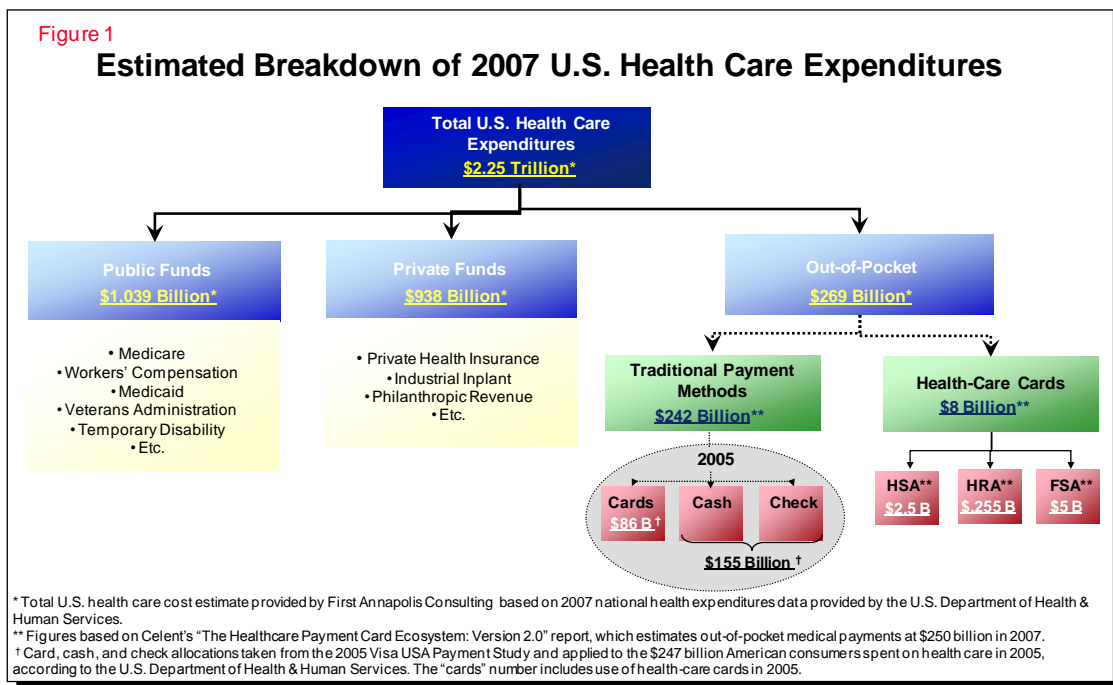 Figure 1
Estimated Breakdown of 2007 U.S. Health Care Expenditures
Total U.S. Health Care
Expenditures
$2.25 Trillion*
Public Funds
$1,039 Billion*
• Medicare
• Workers' Compensation
• Medicaid
• Veterans Administration
• Temporary Disability
• Etc.
Private Funds
$938 Billion*
• Private Health Insurance
• Industrial Inplant
• Philanthropic Revenue
• Etc.
Out-of-Pocket
$269 Billion*
Traditional Payment
Methods
$242 Billion**
2005
Cards
$86 B†
Cash
Check
$155 Billion †
Health-Care Cards
$8 Billion**
HSA**
$2.5 B
HRA**
$.255 B
FSA**
$5 B
* Total U.S. health care cost estimate provided by First Annapolis Consulting based on 2007 national health expenditures data provided by the U.S. Department of Health &
Human Services.
** Figures based on Celent's "The Healthcare Payment Card Ecosystem: Version 2.0" report, which estimates out-of-pocket medical payments at $250 billion in 2007.
† Card, cash, and check allocations taken from the 2005 Visa USA Payment Study and applied to the $247 billion American consumers spent on health care in 2005,
according to the U.S. Department of Health & Human Services. The "cards" number includes use of health-care cards in 2005.